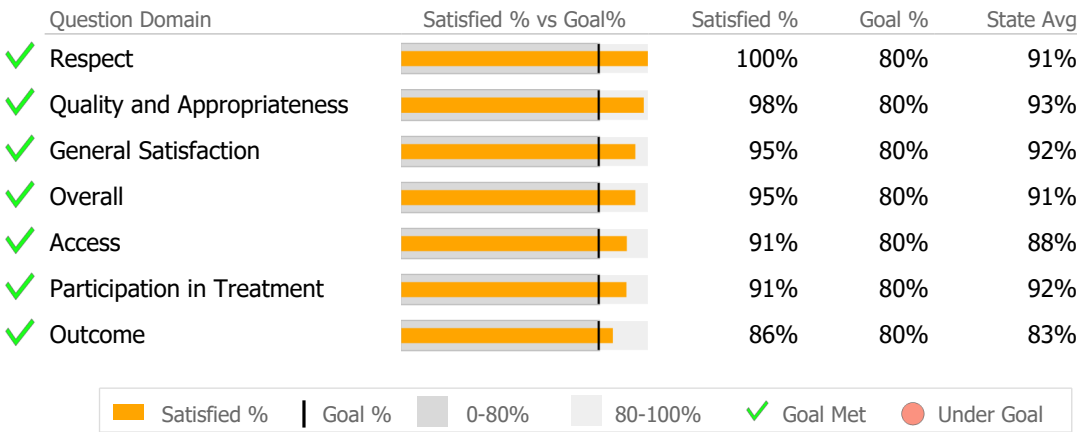 Question Domain Satisfied % vs Goal% Satisfied % Goal % State Avg
Respect 100% 80% 91%
Quality and Appropriateness 98% 80% 93%
General Satisfaction 95% 80% 92%
Overall 95% 80% 91%
Access 91% 80% 88%
Participation in Treatment 91% 80% 92%
Outcome 86% 80% 83%
Satisfied % Goal % 0-80% 80-100% Goal Met Under Goal